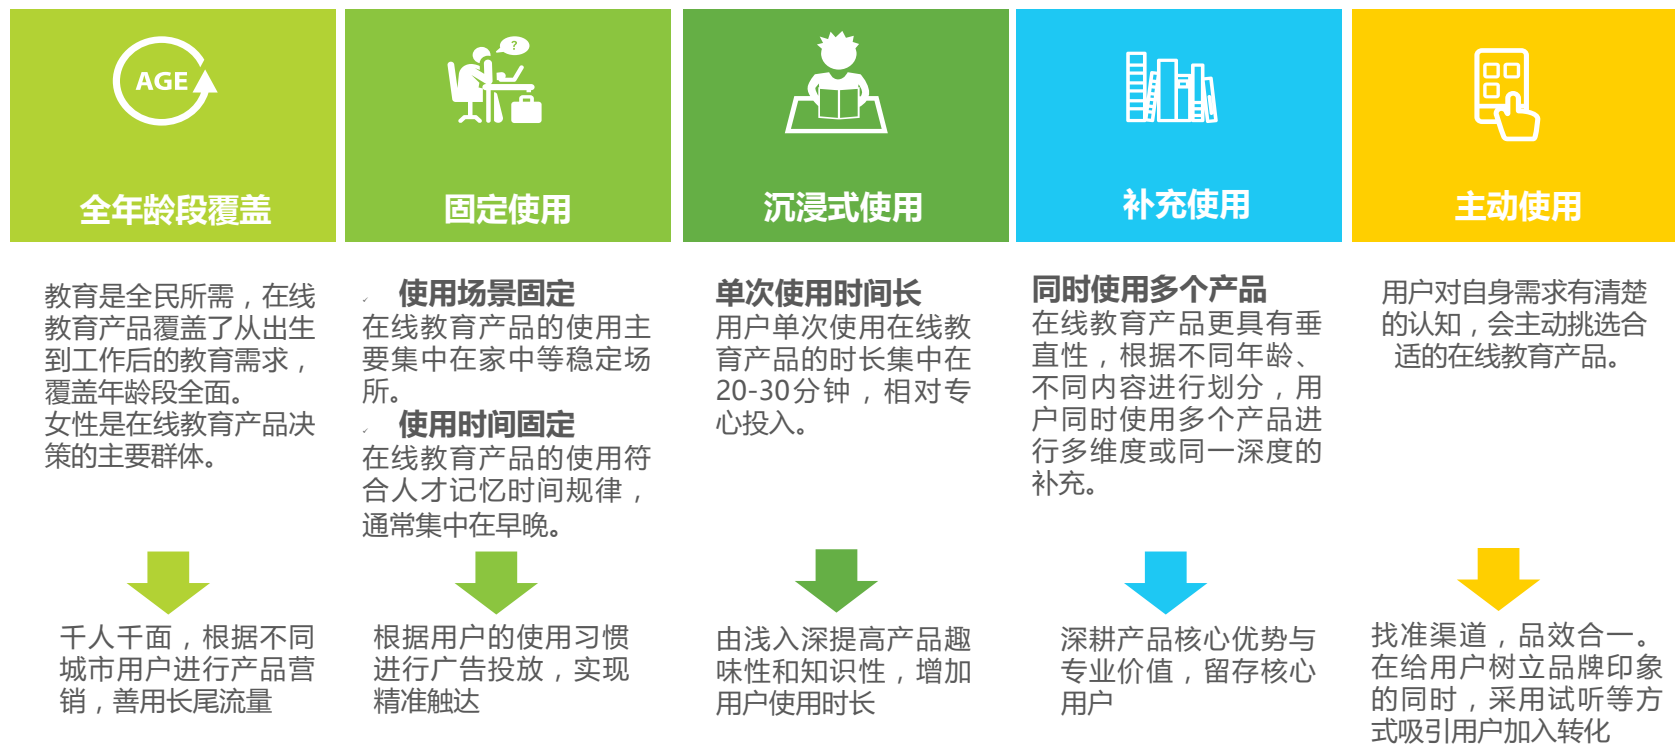 AGE
全年龄段覆盖
教育是全民所需，在线
教育产品覆盖了从出生
到工作后的教育需求，
覆盖年龄段全面。
女性是在线教育产品决
策的主要群体。
千人千面，根据不同
城市用户进行产品营
销，善用长尾流量
?
固定使用
✓ 使用场景固定
在线教育产品的使用主
要集中在家中等稳定场
所。
✓ 使用时间固定
在线教育产品的使用符
合人才记忆时间规律，
通常集中在早晚。
根据用户的使用习惯
进行广告投放，实现
精准触达
沉浸式使用
单次使用时间长
用户单次使用在线教
育产品的时长集中在
20-30分钟，相对专
心投入。
由浅入深提高产品趣
味性和知识性，增加
用户使用时长
补充使用
同时使用多个产品
在线教育产品更具有垂
直性，根据不同年龄、
不同内容进行划分，用
户同时使用多个产品进
行多维度或同一深度的
补充。
深耕产品核心优势与
专业价值，留存核心
用户
主动使用
用户对自身需求有清楚
的认知，会主动挑选合
适的在线教育产品。
找准渠道，品效合一。
在给用户树立品牌印象
的同时，采用试听等方
式吸引用户加入转化